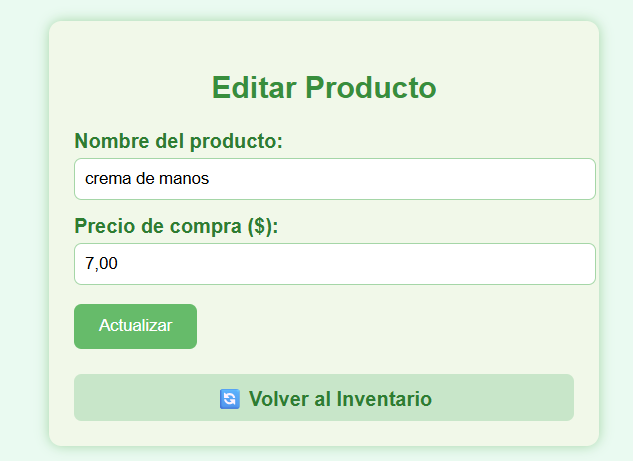 Editar Producto
Nombre del producto:
crema de manos
Precio de compra ($):
7,00
Actualizar
🔄 Volver al Inventario